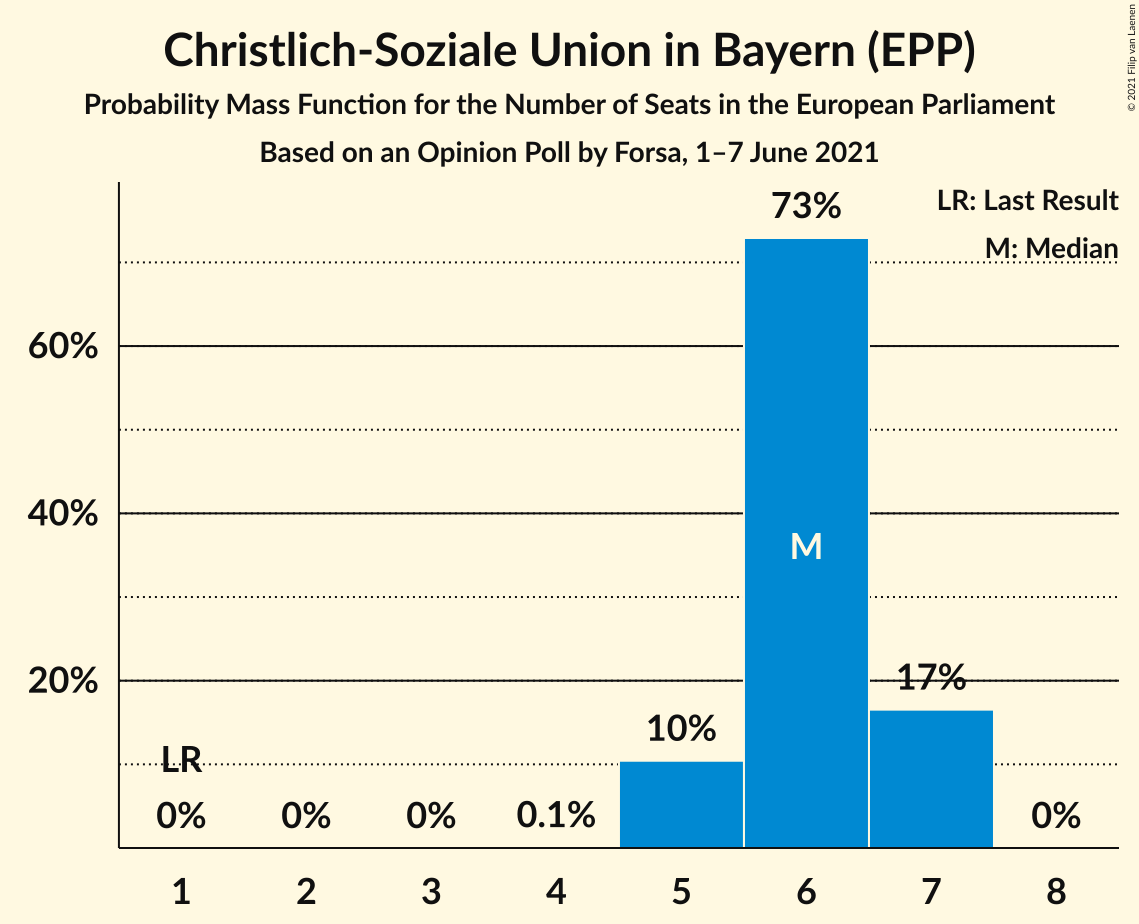 Christlich-Soziale Union in Bayern (EPP)
Probability Mass Function for the Number of Seats in the European Parliament
Based on an Opinion Poll by Forsa, 1–7 June 2021
© 2021 Filip van Laenen
LR: Last Result
M: Median
73%
60%
40%
M
20%
17%
10%
LR
0%
0%
0%
0.1%
0%
1 2 3 4 5 6 7 8